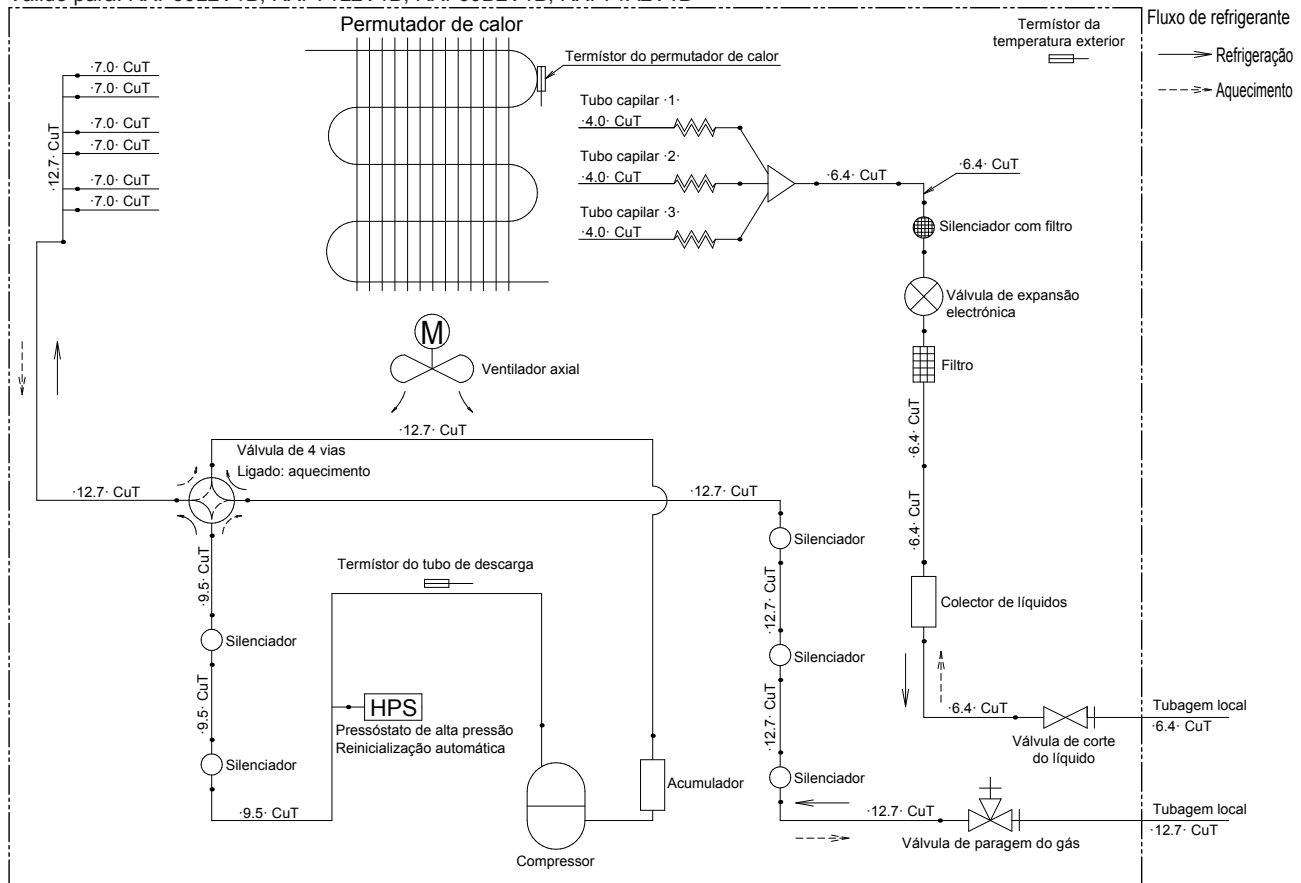 Permutador de calor
Termístor do permutador de calor
Termístor da
temperatura exterior
Fluxo de refrigerante
Refrigeração
Aquecimento
·7.0· CuT
·7.0· CuT
·7.0· CuT
·7.0· CuT
·7.0· CuT
·7.0· CuT
·12.7· CuT
Tubo capilar ·1·
·4.0· CuT
Tubo capilar ·2·
·4.0· CuT
Tubo capilar ·3·
·4.0· CuT
·6.4· CuT
·6.4· CuT
Silenciador com filtro
Válvula de expansão
electrónica
Filtro
M
Ventilador axial
·12.7· CuT
Válvula de 4 vias
Ligado: aquecimento
·12.7· CuT
·12.7· CuT
·6.4· CuT
·6.4· CuT
·9.5· CuT
Termístor do tubo de descarga
Silenciador
·12.7· CuT
Colector de líquidos
Silenciador
Silenciador
·9.5· CuT
HPS
Pressóstato de alta pressão
Reinicialização automática
·12.7· CuT
·6.4· CuT
Tubagem local
·6.4· CuT
Válvula de corte
do líquido
Silenciador
Silenciador
Acumulador
·9.5· CuT
·12.7· CuT
Tubagem local
·12.7· CuT
Válvula de paragem do gás
Compressor